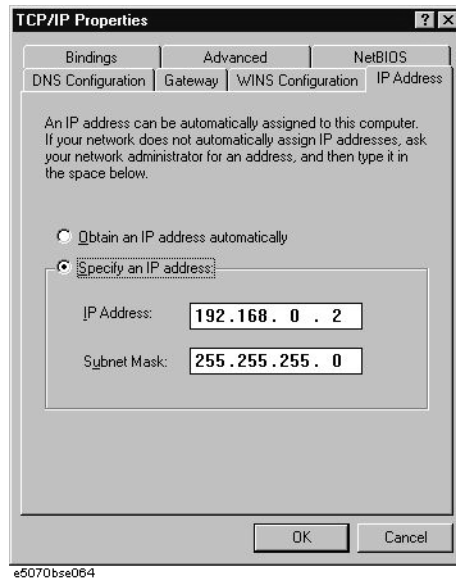 TCP/IP Properties
Bindings Advanced NetBIOS
DNS Configuration Gateway WINS Configuration IP Address
An IP address can be automatically assigned to this computer.
If your network does not automatically assign IP addresses, ask
your network administrator for an address, and then type it in
the space below.
Obtain an IP address automatically
Specify an IP address:
IP Address: 192.168. 0 . 2
Subnet Mask: 255.255.255. 0
OK Cancel
e5070bse064